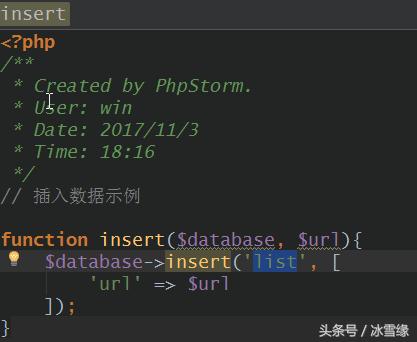 insert
<?php
/**
 * Created by PhpStorm.
 * User: win
 * Date: 2017/11/3
 * Time: 18:16
 */
// 插入数据示例
function insert($database, $url){
    $database->insert('list', [
        'url' => $url
    ]);
}
头条号 / 冰雪缘